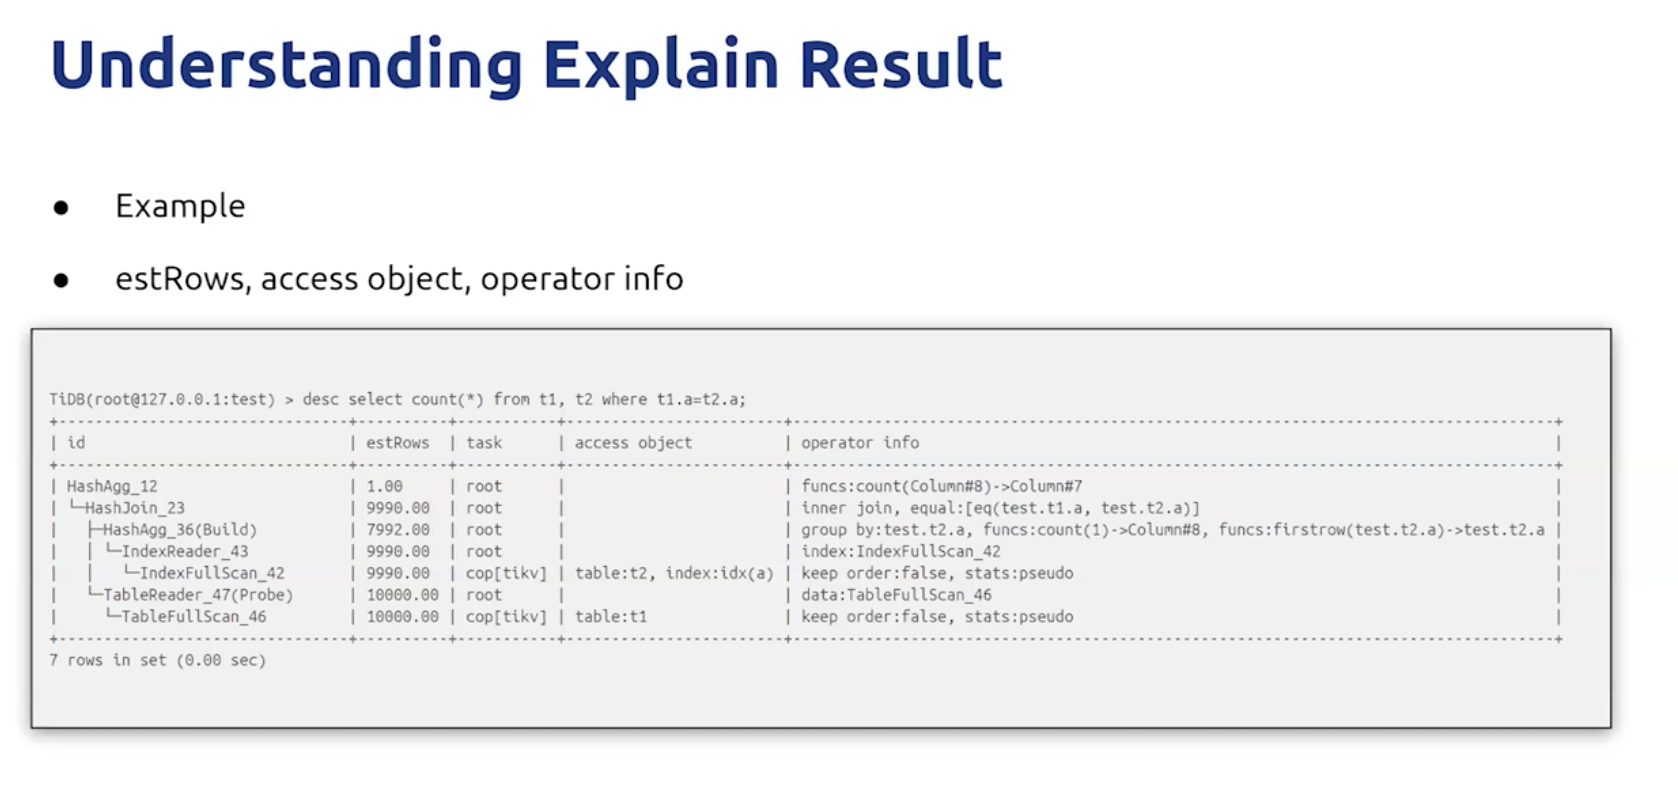 Understanding Explain Result
● Example
● estRows, access object, operator info
TiDB(root@127.0.0.1:test) > desc select count(*) from t1, t2 where t1.a=t2.a;
+--------------------------------+----------+-----------+------------------------+-------------------------------------------------------------------------------------+
| id | estRows | task | access object | operator info |
+--------------------------------+----------+-----------+------------------------+-------------------------------------------------------------------------------------+
| HashAgg_12 | 1.00 | root | | funcs:count(Column#8)->Column#7 |
| └─HashJoin_23 | 9990.00 | root | | inner join, equal:[eq(test.t1.a, test.t2.a)] |
| ├─HashAgg_36(Build) | 7992.00 | root | | group by:test.t2.a, funcs:count(1)->Column#8, funcs:firstrow(test.t2.a)->test.t2.a |
| │ └─IndexReader_43 | 9990.00 | root | | index:IndexFullScan_42 |
| │ └─IndexFullScan_42 | 9990.00 | cop[tikv] | table:t2, index:idx(a) | keep order:false, stats:pseudo |
| └─TableReader_47(Probe) | 10000.00 | root | | data:TableFullScan_46 |
| └─TableFullScan_46 | 10000.00 | cop[tikv] | table:t1 | keep order:false, stats:pseudo |
+--------------------------------+----------+-----------+------------------------+-------------------------------------------------------------------------------------+
7 rows in set (0.00 sec)